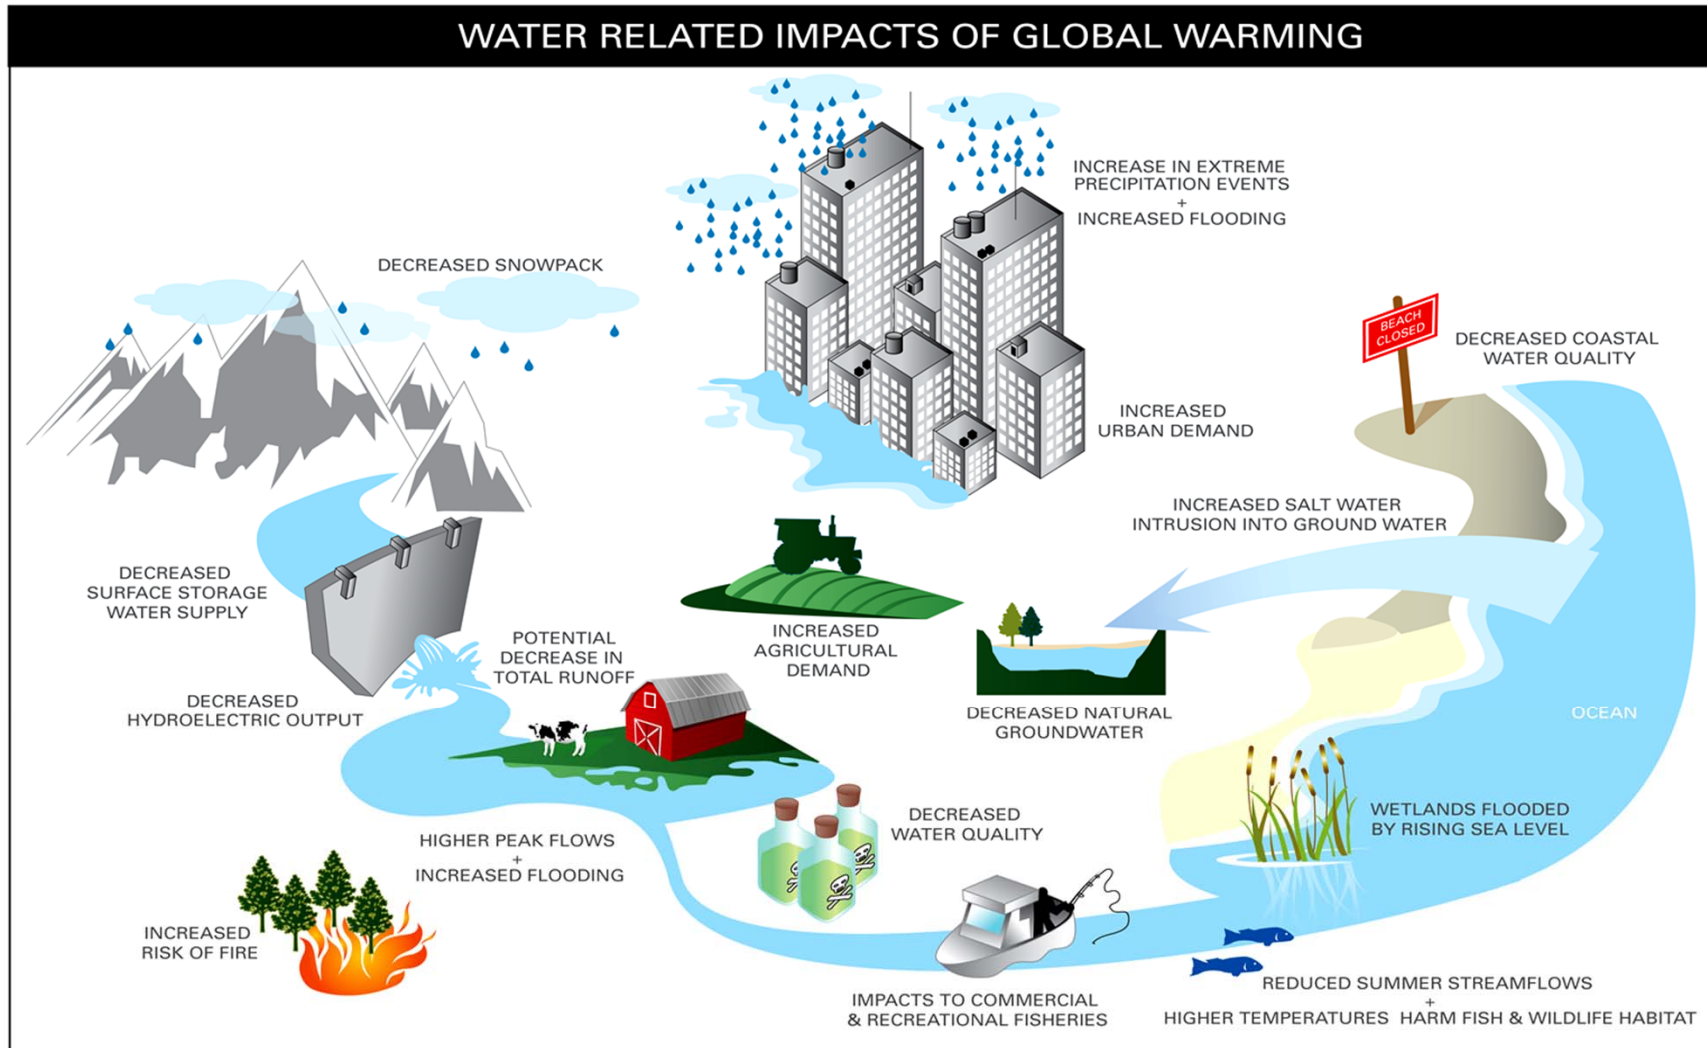 WATER RELATED IMPACTS OF GLOBAL WARMING
INCREASE IN EXTREME
PRECIPITATION EVENTS
+
INCREASED FLOODING
DECREASED SNOWPACK
BEACH
CLOSED
DECREASED COASTAL
WATER QUALITY
INCREASED
URBAN DEMAND
INCREASED SALT WATER
INTRUSION INTO GROUND WATER
DECREASED
SURFACE STORAGE
WATER SUPPLY
POTENTIAL
DECREASE IN
TOTAL RUNOFF
INCREASED
AGRICULTURAL
DEMAND
DECREASED
HYDROELECTRIC OUTPUT
DECREASED NATURAL
GROUNDWATER
OCEAN
WETLANDS FLOODED
BY RISING SEA LEVEL
DECREASED
WATER QUALITY
HIGHER PEAK FLOWS
+
INCREASED FLOODING
INCREASED
RISK OF FIRE
IMPACTS TO COMMERCIAL
& RECREATIONAL FISHERIES
REDUCED SUMMER STREAMFLOWS
+
HIGHER TEMPERATURES HARM FISH & WILDLIFE HABITAT